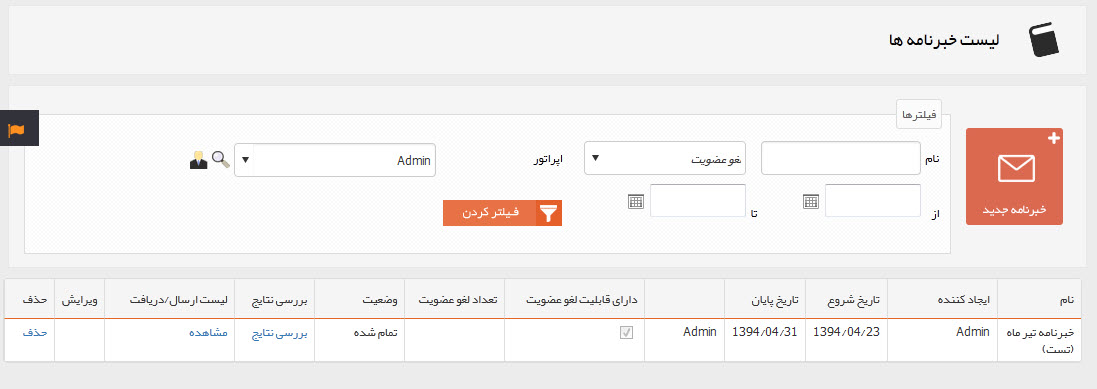 لیست خبرنامه ها
فیلترها
خبرنامه جدید
نام
لغو عضویت
اپراتور
Admin
از
تا
فیلتر کردن
نام ایجاد کننده تاریخ شروع تاریخ پایان دارای قابلیت لغو عضویت تعداد لغو عضویت وضعیت بررسی نتایج لیست ارسال/دریافت ویرایش حذف
خبرنامه تیر ماه Admin 1394/04/23 1394/04/31 Admin تمام شده بررسی نتایج مشاهده حذف
(تست)